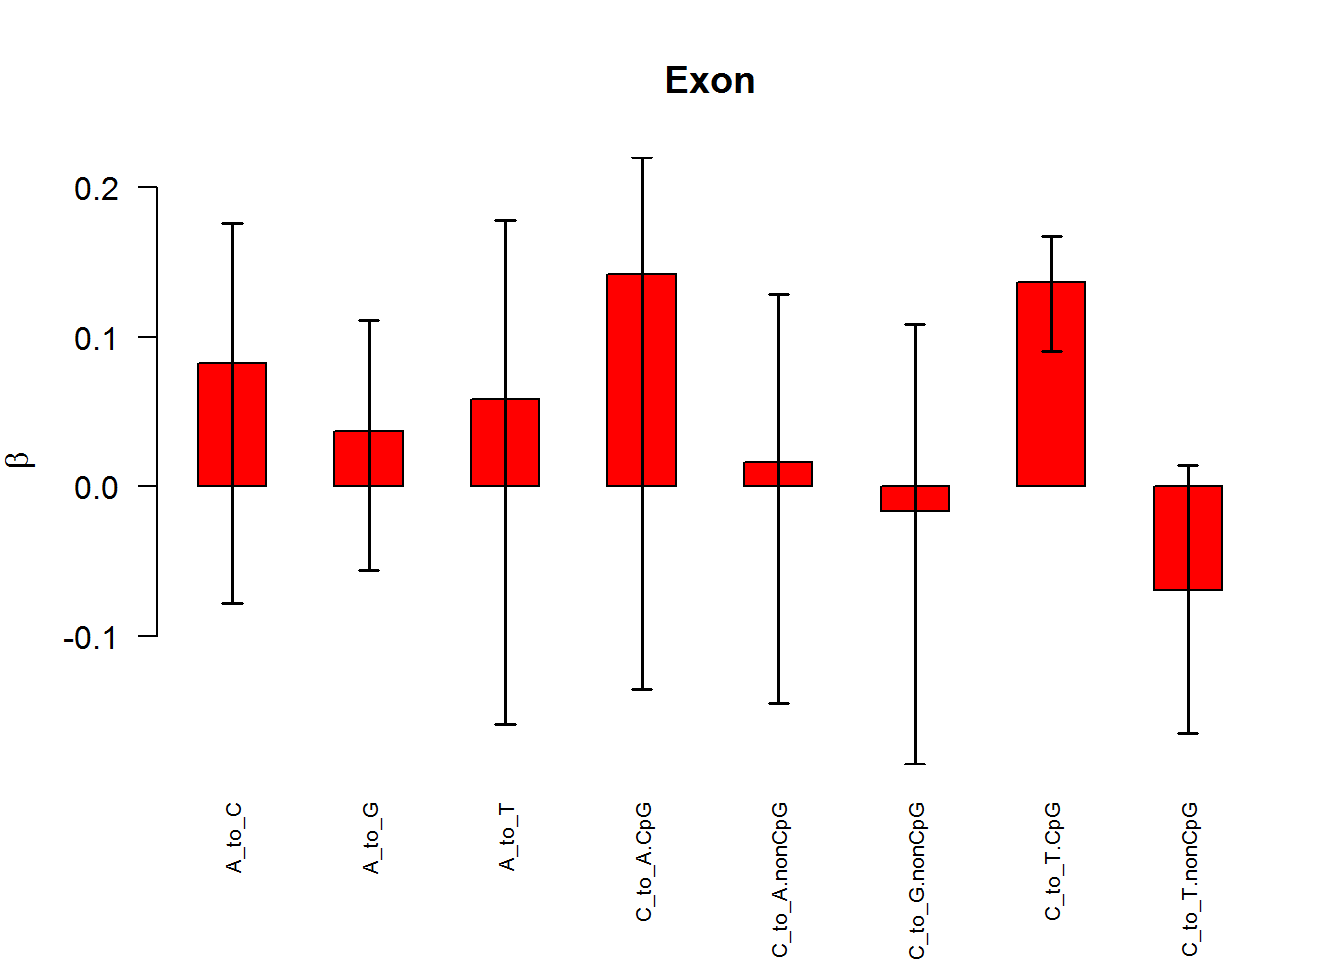 Exon
0.2
0.1
0.0
-0.1
β
A_to_C
A_to_G
A_to_T
C_to_A.CpG
C_to_A.nonCpG
C_to_G.nonCpG
C_to_T.CpG
C_to_T.nonCpG